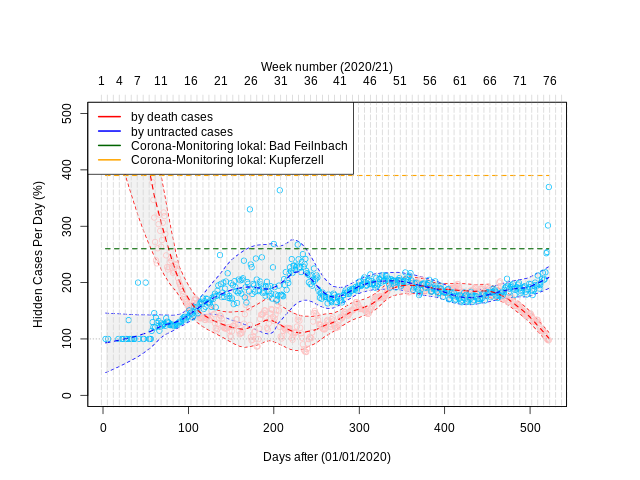 Week number (2020/21)
1 4 7 11 16 21 26 31 36 41 46 51 56 61 66 71 76
by death cases
by untracted cases
Corona-Monitoring lokal: Bad Feilnbach
Corona-Monitoring lokal: Kupferzell
Hidden Cases Per Day (%)
500
400
300
200
100
0
0 100 200 300 400 500
Days after (01/01/2020)